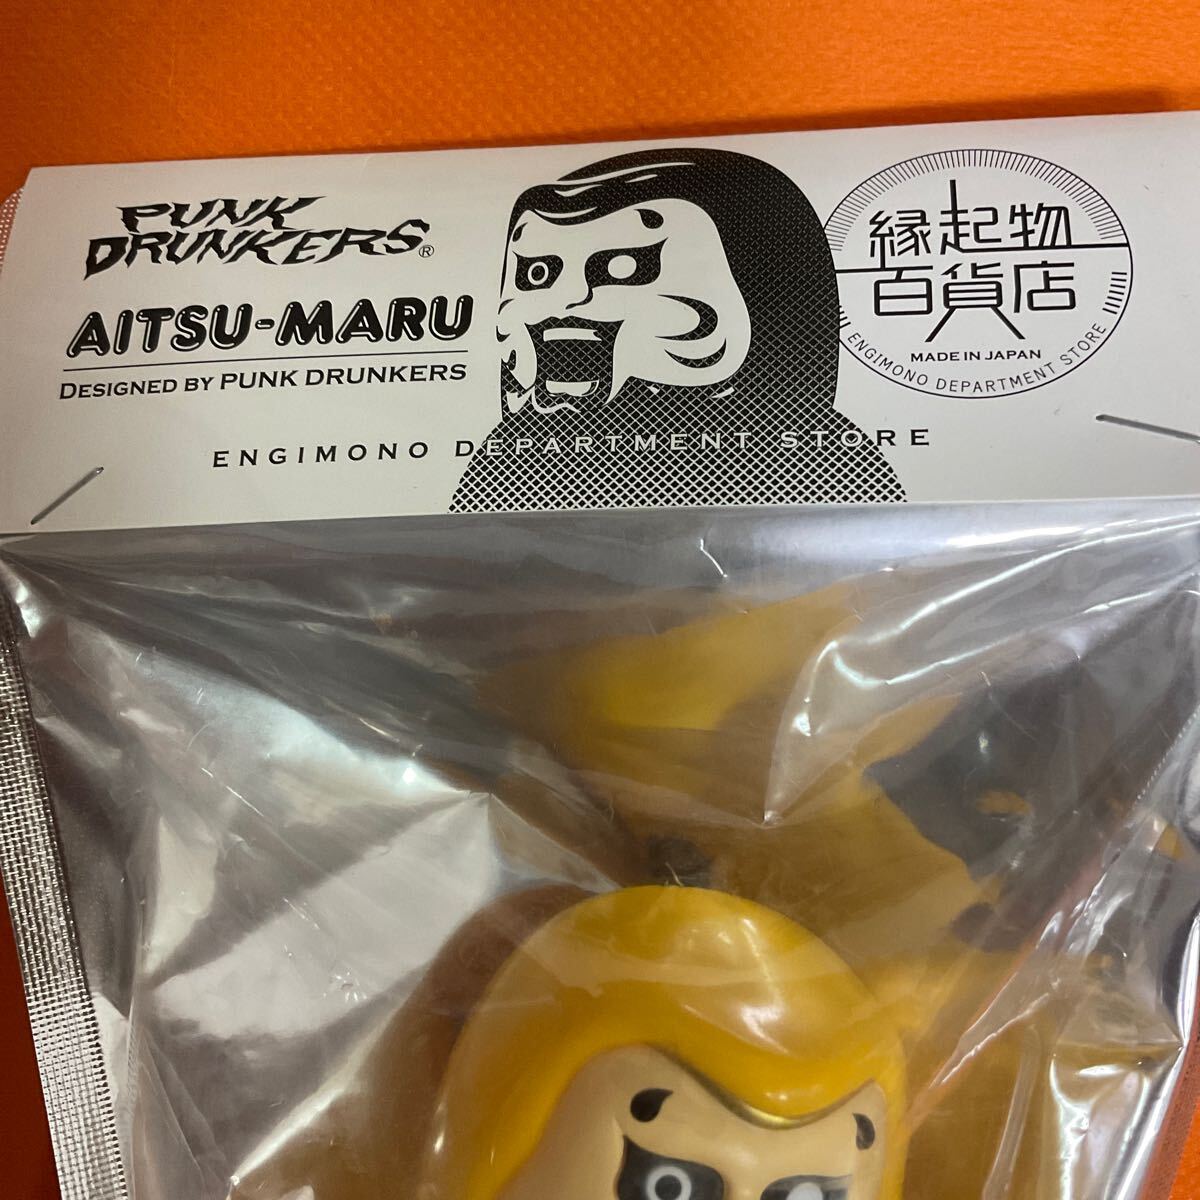 PUNK
DRUNKERS®
AITSU-MARU
DESIGNED BY PUNK DRUNKERS
ENGIMONO DEPARTMENT STORE
縁起物
百貨店
MADE IN JAPAN
ENGIMONO DEPARTMENT STORE